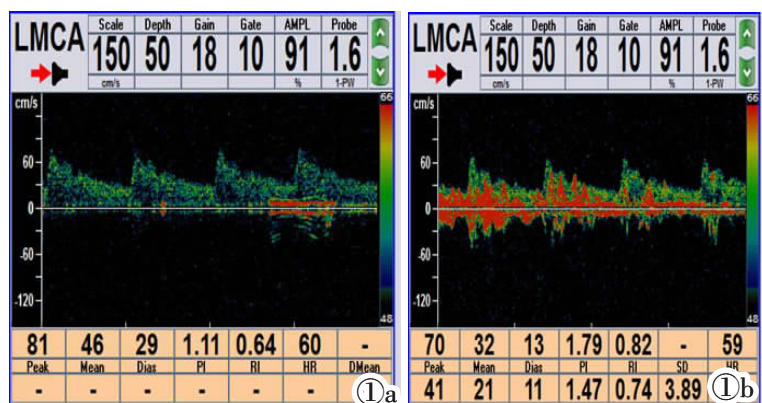 LMCA Scale Depth Gain Gate AMPL Probe
150 50 18 10 91 1.6
cm/s % 1-PW
cm/s 66
60
0
-60
-120
48
81 46 29 1.11 0.64 60 -
Peak Mean Dias PI RI HR DMean
- - - - - -
①a
LMCA Scale Depth Gain Gate AMPL Probe
150 50 18 10 91 1.6
cm/s % 1-PW
cm/s 66
60
0
-60
-120
48
70 32 13 1.79 0.82 - 59
Peak Mean Dias PI RI SD HR
41 21 11 1.47 0.74 3.89
①b